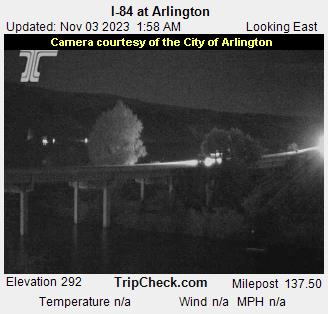 I-84 at Arlington
Updated: Nov 03 2023 1:58 AM Looking East
Camera courtesy of the City of Arlington
Elevation 292 TripCheck.com Milepost 137.50
Temperature n/a Wind n/a MPH n/a